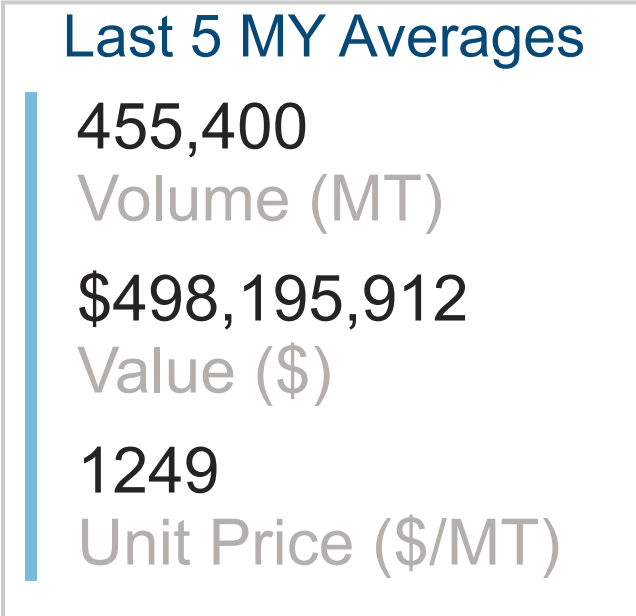 Last 5 MY Averages
455,400
Volume (MT)
$498,195,912
Value ($)
1249
Unit Price ($/MT)